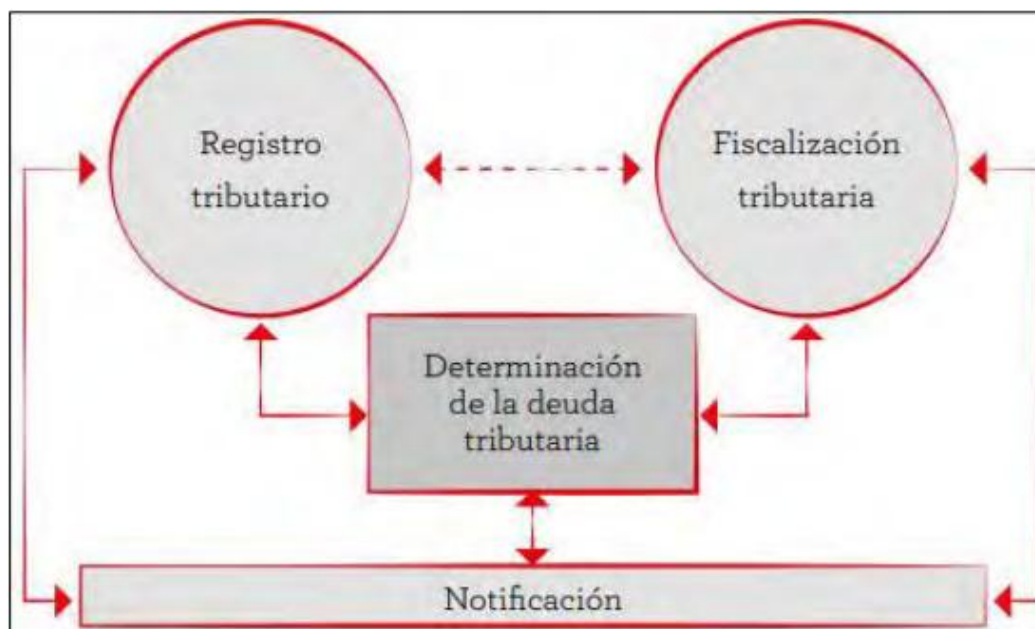 Registro
tributario
Fiscalización
tributaria
Determinación
de la deuda
tributaria
Notificación